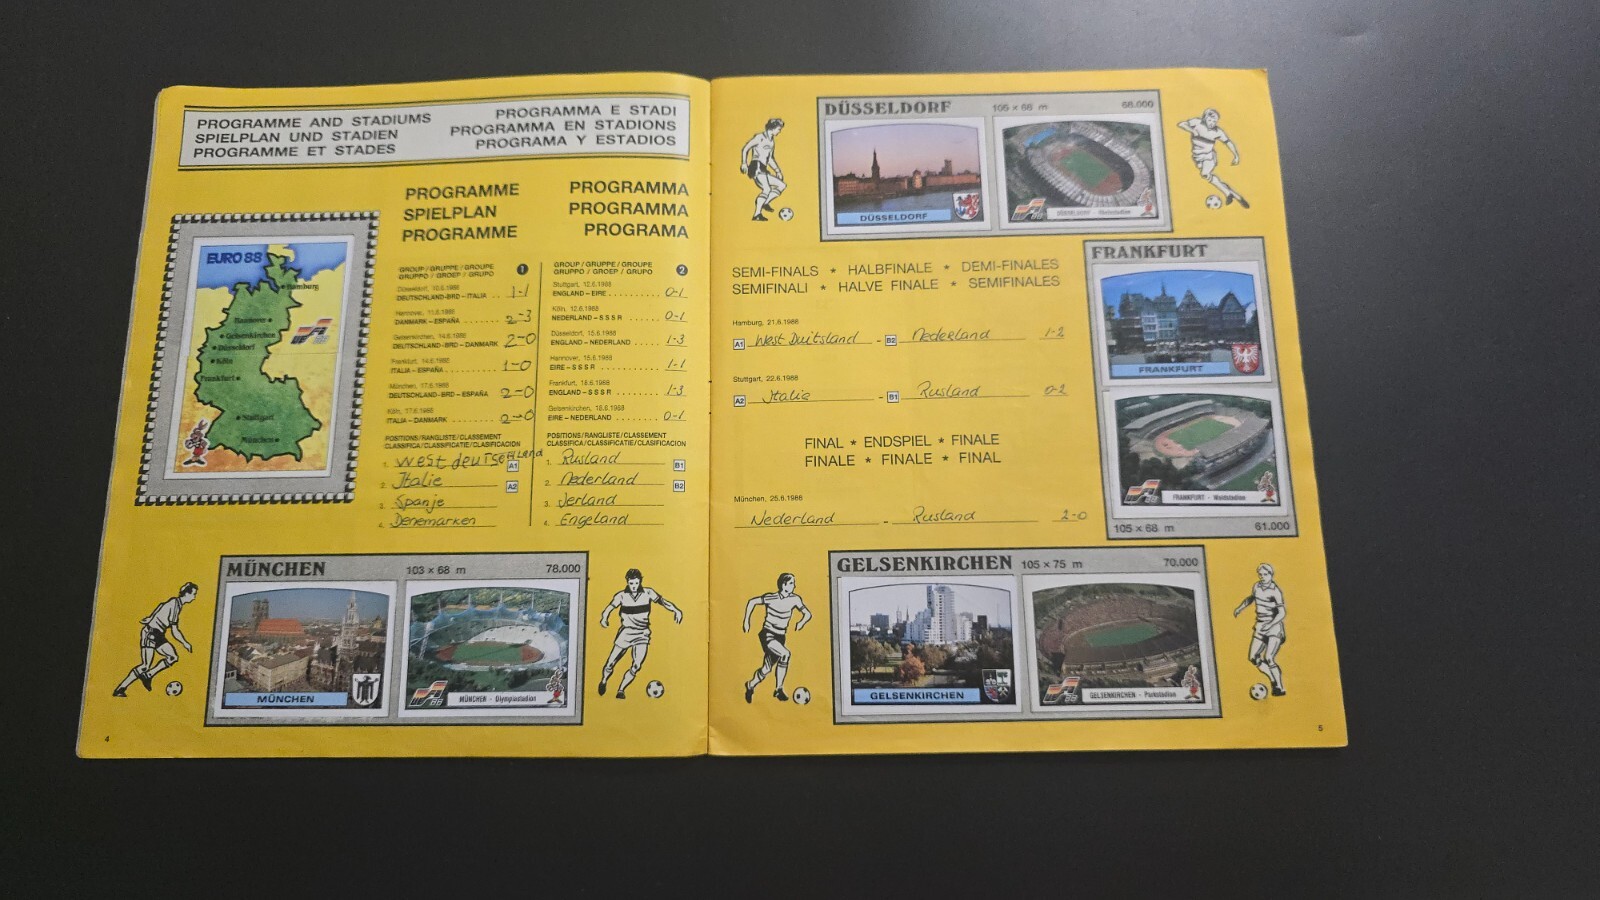 PROGRAMME AND STADIUMS
SPIELPLAN UND STADIEN
PROGRAMME ET STADES
PROGRAMMA E STADI
PROGRAMMA EN STADIONS
PROGRAMA Y ESTADIOS
PROGRAMME
SPIELPLAN
PROGRAMME
PROGRAMMA
PROGRAMMA
PROGRAMA
EURO 88
Hamburg
Hannover
Gelsenkirchen
Düsseldorf
Köln
Frankfurt
Stuttgart
München
GROUP/GRUPPE/GROUPE
GRUPPO/GROEP/GRUPO
1
Düsseldorf, 10.6.1988
DEUTSCHLAND-BRD – ITALIA .. 1-1
Hannover, 11.6.1988
DANMARK – ESPAÑA ....... 2-3
Gelsenkirchen, 14.6.1988
DEUTSCHLAND-BRD – DANMARK 2-0
Frankfurt, 14.6.1988
ITALIA – ESPAÑA .......... 1-0
München, 17.6.1988
DEUTSCHLAND-BRD – ESPAÑA 2-0
Köln, 17.6.1988
ITALIA – DANMARK ........ 2-0
POSITIONS/RANGLISTE/CLASSEMENT
CLASSIFICA/CLASSIFICATIE/CLASIFICACION
1. West deutschland A1
2. Italie A2
3. Spanje
4. Denemarken
GROUP/GRUPPE/GROUPE
GRUPPO/GROEP/GRUPO
2
Stuttgart, 12.6.1988
ENGLAND – EIRE .......... 0-1
Köln, 12.6.1988
NEDERLAND – S S S R ..... 0-1
Düsseldorf, 15.6.1988
ENGLAND – NEDERLAND .... 1-3
Hannover, 15.6.1988
EIRE – S S S R ............ 1-1
Frankfurt, 18.6.1988
ENGLAND – S S S R ........ 1-3
Gelsenkirchen, 18.6.1988
EIRE – NEDERLAND ........ 0-1
POSITIONS/RANGLISTE/CLASSEMENT
CLASSIFICA/CLASSIFICATIE/CLASIFICACION
1. Rusland B1
2. Nederland B2
3. Ierland
4. Engeland
MÜNCHEN 103 × 68 m 78.000
MÜNCHEN
MÜNCHEN - Olympiastadion
88
4
DÜSSELDORF 105 × 68 m 68.000
DÜSSELDORF
DÜSSELDORF - Rheinstadion
88
SEMI-FINALS * HALBFINALE * DEMI-FINALES
SEMIFINALI * HALVE FINALE * SEMIFINALES
Hamburg, 21.6.1988
A1 West Duitsland - B2 Nederland 1-2
Stuttgart, 22.6.1988
A2 Italie - B1 Rusland 0-2
FINAL * ENDSPIEL * FINALE
FINALE * FINALE * FINAL
München, 25.6.1988
Nederland - Rusland 2-0
FRANKFURT
FRANKFURT
FRANKFURT - Waldstadion
88
105 × 68 m 61.000
GELSENKIRCHEN 105 × 75 m 70.000
GELSENKIRCHEN
GELSENKIRCHEN - Parkstadion
88
5